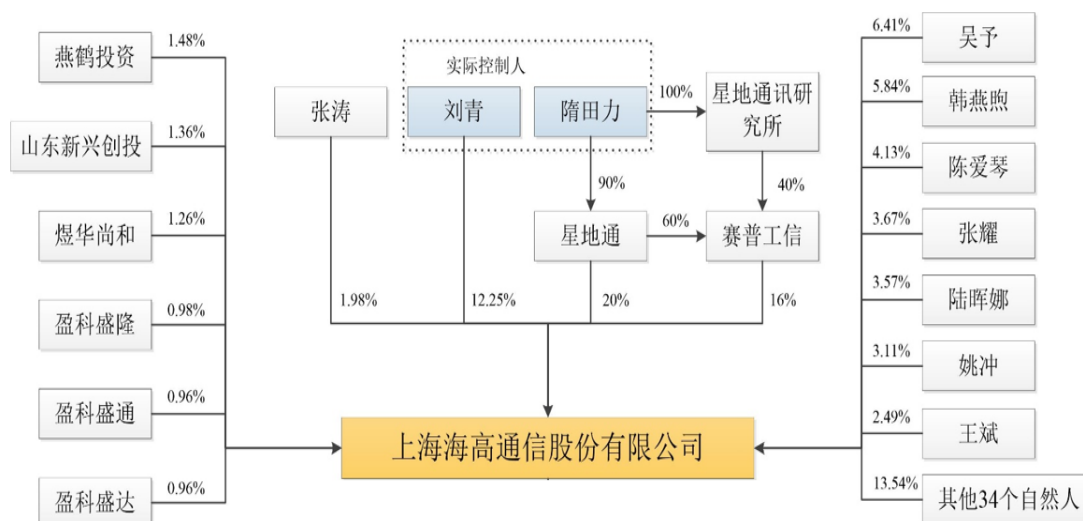 燕鹤投资
1.48%
山东新兴创投
1.36%
煜华尚和
1.26%
盈科盛隆
0.98%
盈科盛通
0.96%
盈科盛达
0.96%
实际控制人
张涛
刘青
隋田力
100%
星地通讯研
究所
90%
40%
星地通
60%
赛普工信
1.98%
12.25%
20%
16%
上海海高通信股份有限公司
6.41%
吴予
5.84%
韩燕煦
4.13%
陈爱琴
3.67%
张耀
3.57%
陆晖娜
3.11%
姚冲
2.49%
王斌
13.54%
其他34个自然人